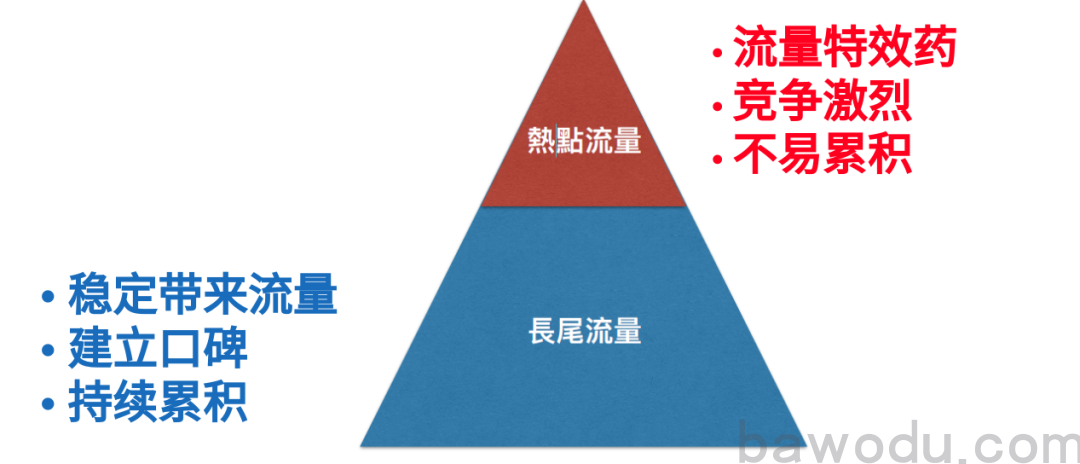 • 流量特效药
• 竞争激烈
• 不易累积
熱點流量
• 稳定带来流量
• 建立口碑
• 持续累积
長尾流量
bawodu.com